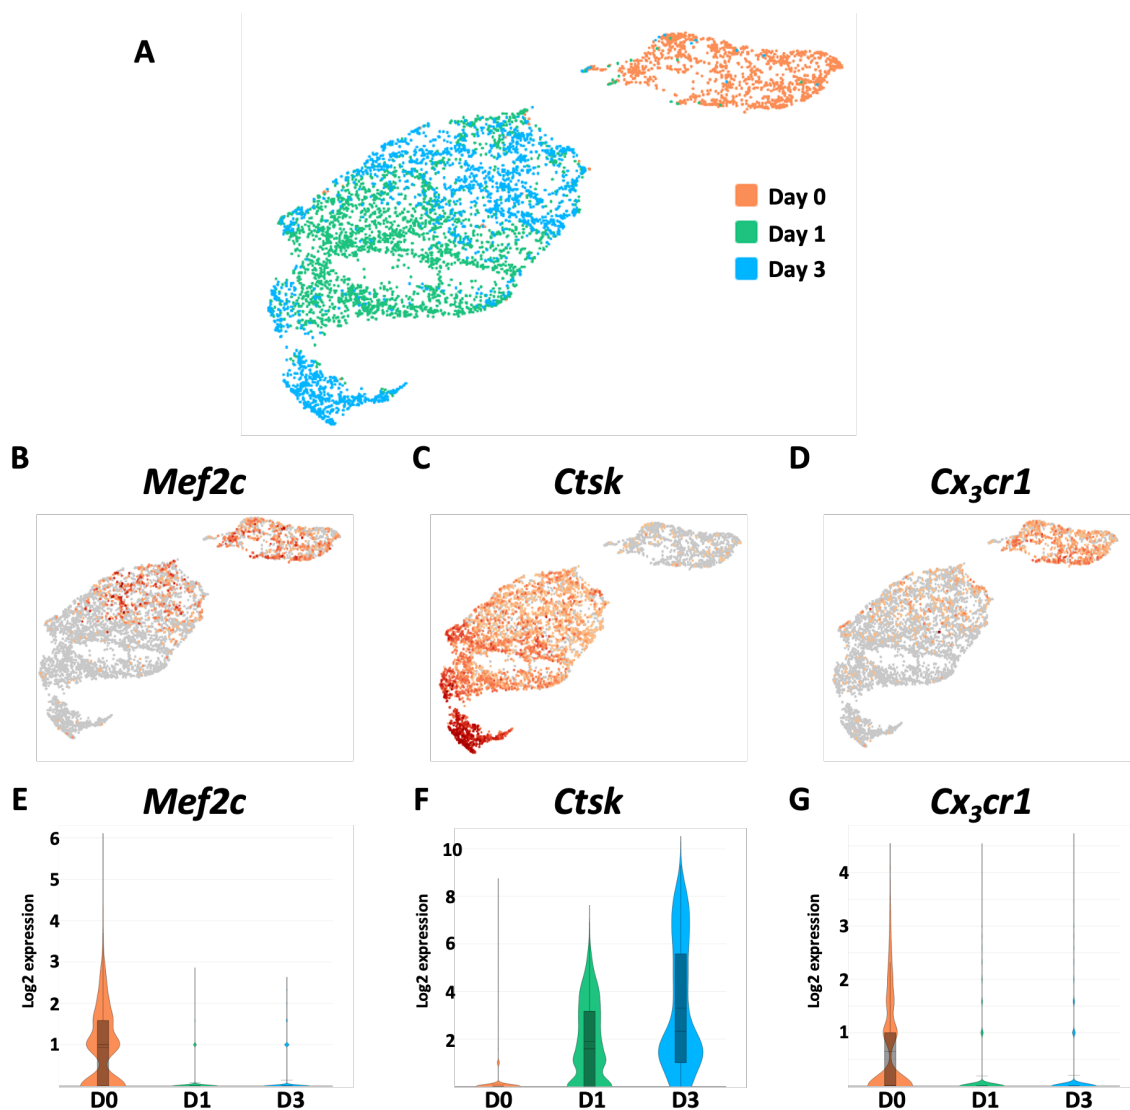 A
Day 0
Day 1
Day 3
B
Mef2c
C
Ctsk
D
Cx3cr1
E
Mef2c
F
Ctsk
G
Cx3cr1
Log2 expression
6
5
4
3
2
1
D0 D1 D3
Log2 expression
10
8
6
4
2
D0 D1 D3
Log2 expression
4
3
2
1
D0 D1 D3